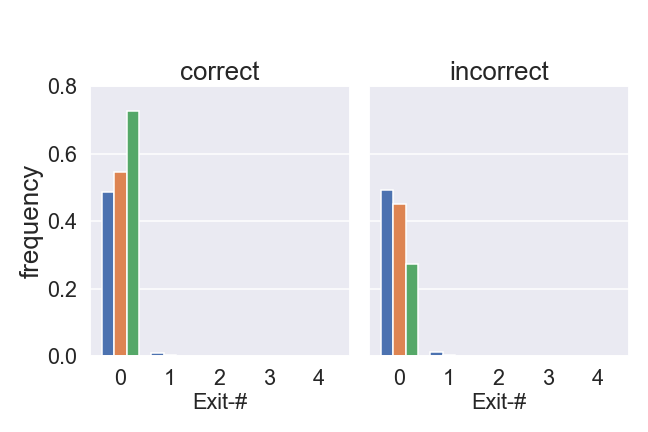 correct
incorrect
frequency
0.8
0.6
0.4
0.2
0.0
0 1 2 3 4
0 1 2 3 4
Exit-#
Exit-#